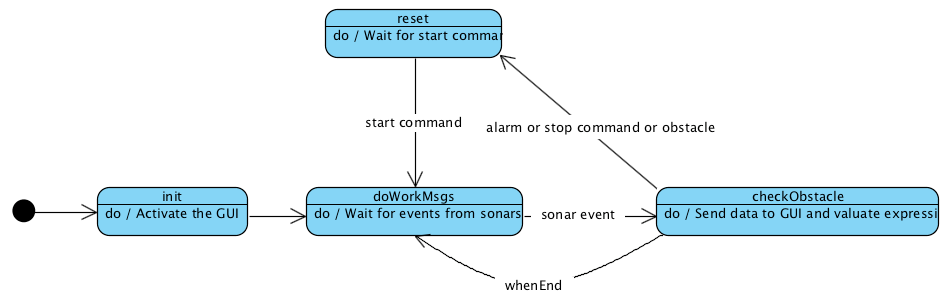 reset
do / Wait for start commar
start command
alarm or stop command or obstacle
init
do / Activate the GUI
doWorkMsgs
do / Wait for events from sonars
sonar event
checkObstacle
do / Send data to GUI and valuate expressi
whenEnd